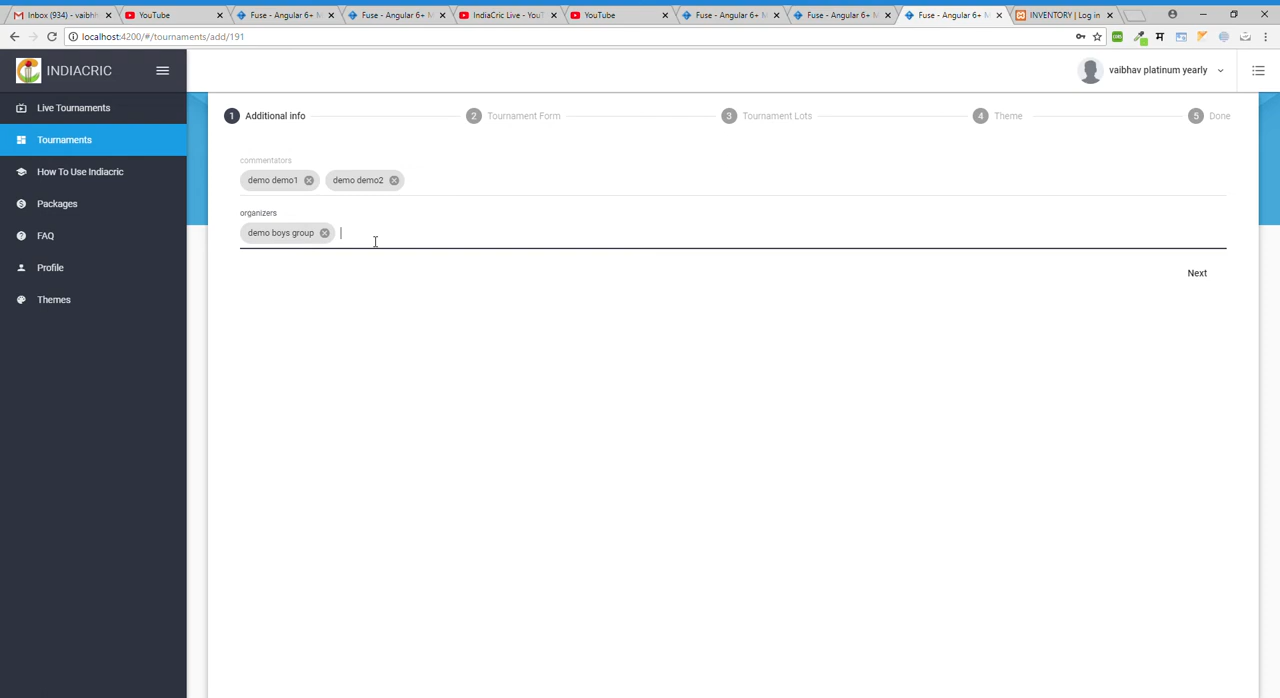 Inbox (934) - vaibh
YouTube
Fuse - Angular 6+ M
Fuse - Angular 6+ M
IndiaCric Live - YouT
YouTube
Fuse - Angular 6+ M
Fuse - Angular 6+ M
Fuse - Angular 6+ M
INVENTORY | Log in
localhost:4200/#/tournaments/add/191
INDIACRIC
vaibhav platinum yearly
Live Tournaments
Tournaments
How To Use Indiacric
Packages
FAQ
Profile
Themes
1 Additional info
2 Tournament Form
3 Tournament Lots
4 Theme
5 Done
commentators
demo demo1
demo demo2
organizers
demo boys group
Next